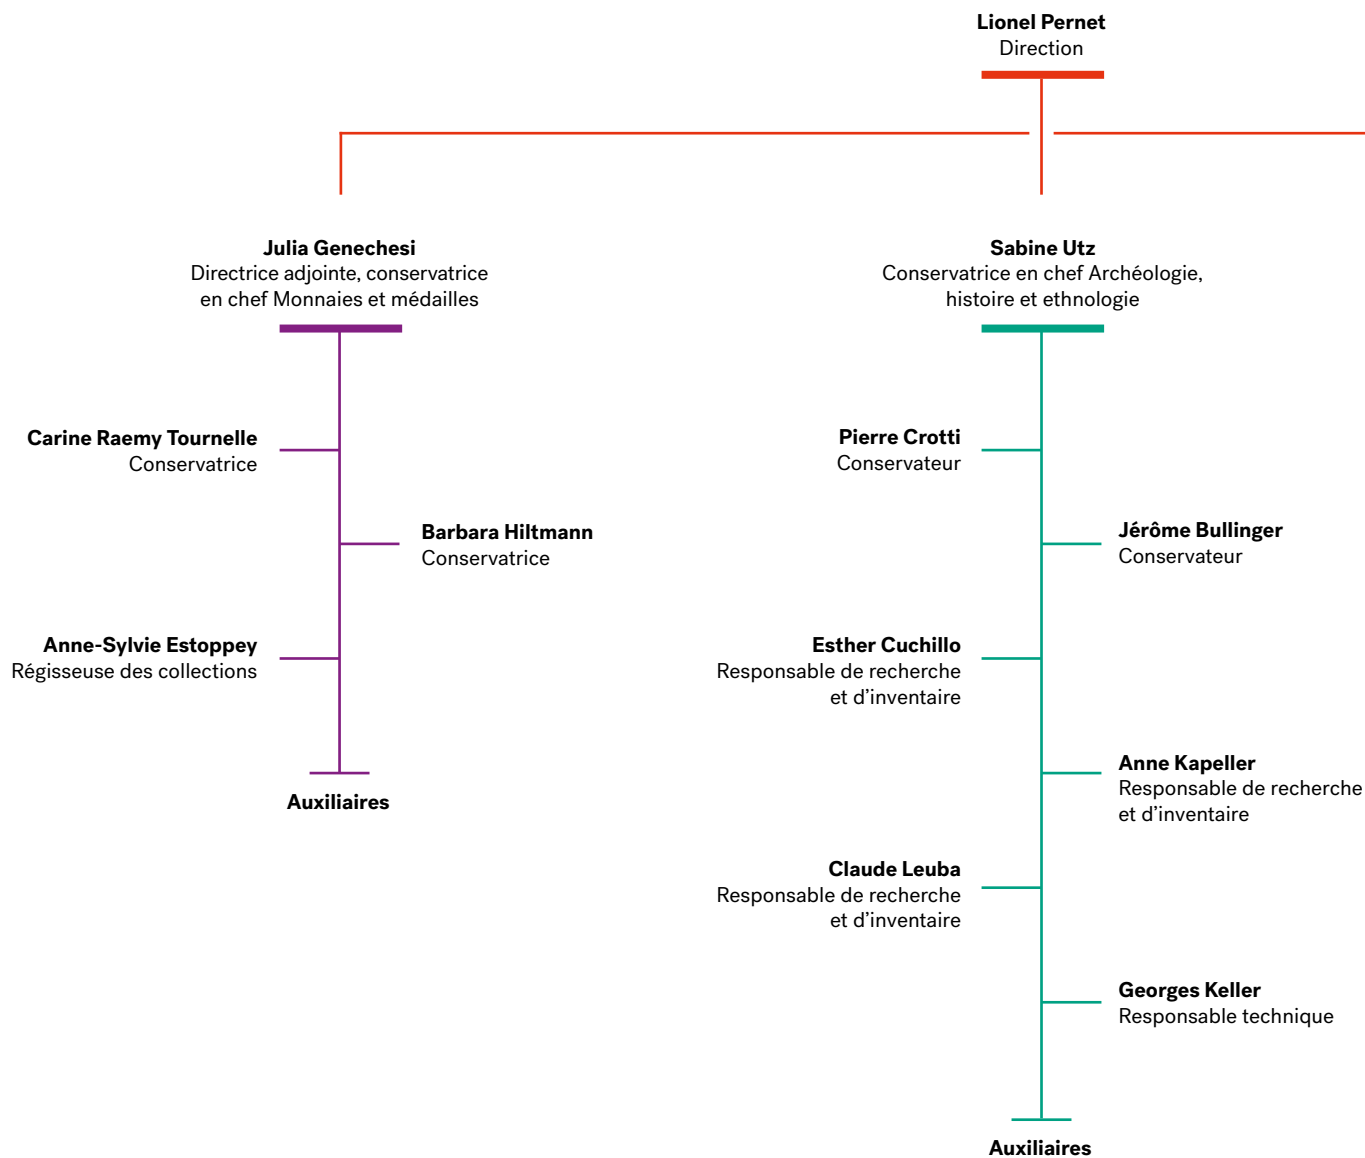 Lionel Pernet
Direction
Julia Genechesi
Directrice adjointe, conservatrice
en chef Monnaies et médailles
Carine Raemy Tournelle
Conservatrice
Barbara Hiltmann
Conservatrice
Anne-Sylvie Estoppey
Régisseuse des collections
Auxiliaires
Sabine Utz
Conservatrice en chef Archéologie,
histoire et ethnologie
Pierre Crotti
Conservateur
Jérôme Bullinger
Conservateur
Esther Cuchillo
Responsable de recherche
et d’inventaire
Anne Kapeller
Responsable de recherche
et d’inventaire
Claude Leuba
Responsable de recherche
et d’inventaire
Georges Keller
Responsable technique
Auxiliaires